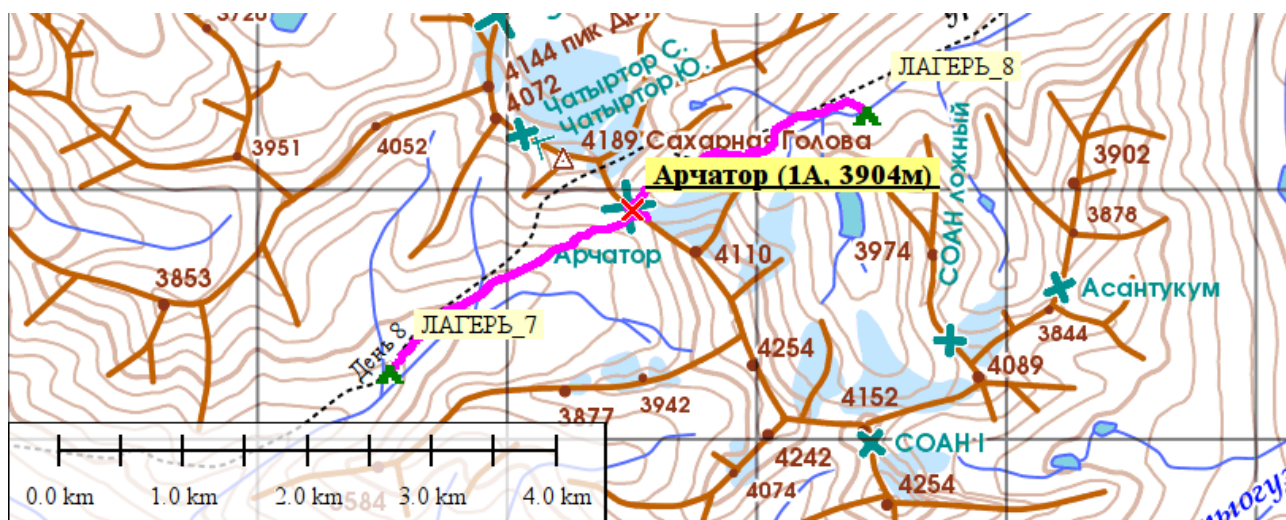 4144 пик
4072
Чатыртор С.
Чатыртор Ю.
ЛАГЕРЬ_8
3951
4052
4189 Сахарная Голова
3902
Арчатор (1А, 3904м)
СОАН ложный
3878
Арчатор
4110
3974
3853
Асантукум
ЛАГЕРЬ_7
День 8
3844
4254
4089
3877
3942
4152
СОАН I
4242
4074
4254
3584
0.0 km 1.0 km 2.0 km 3.0 km 4.0 km